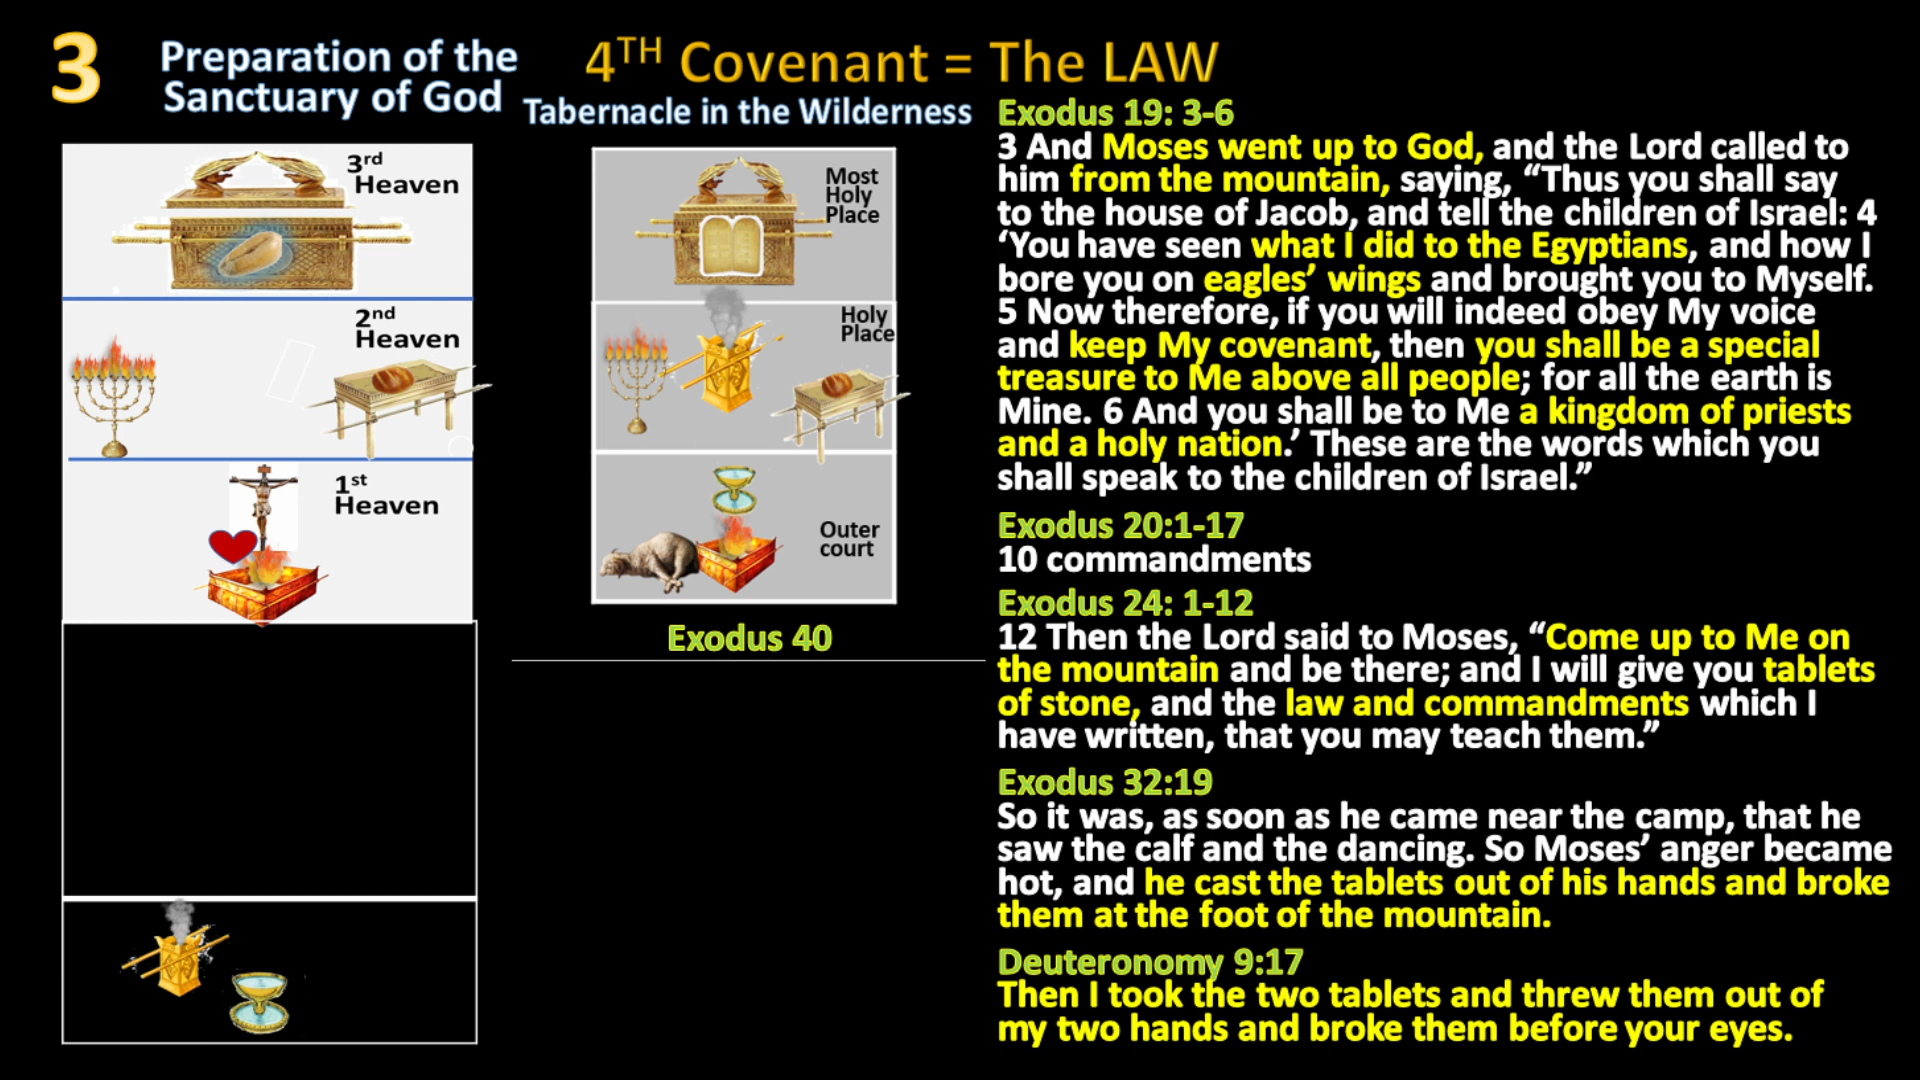 3
Preparation of the
Sanctuary of God
4TH Covenant = The LAW
Tabernacle in the Wilderness
3rd
Heaven
2nd
Heaven
1st
Heaven
Most
Holy
Place
Holy
Place
Outer
court
Exodus 40
Exodus 19: 3-6
3 And Moses went up to God, and the Lord called to
him from the mountain, saying, “Thus you shall say
to the house of Jacob, and tell the children of Israel: 4
‘You have seen what I did to the Egyptians, and how I
bore you on eagles’ wings and brought you to Myself.
5 Now therefore, if you will indeed obey My voice
and keep My covenant, then you shall be a special
treasure to Me above all people; for all the earth is
Mine. 6 And you shall be to Me a kingdom of priests
and a holy nation.’ These are the words which you
shall speak to the children of Israel.”
Exodus 20:1-17
10 commandments
Exodus 24: 1-12
12 Then the Lord said to Moses, “Come up to Me on
the mountain and be there; and I will give you tablets
of stone, and the law and commandments which I
have written, that you may teach them.”
Exodus 32:19
So it was, as soon as he came near the camp, that he
saw the calf and the dancing. So Moses’ anger became
hot, and he cast the tablets out of his hands and broke
them at the foot of the mountain.
Deuteronomy 9:17
Then I took the two tablets and threw them out of
my two hands and broke them before your eyes.